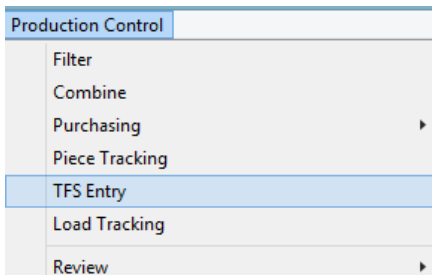 Production Control
Filter
Combine
Purchasing
Piece Tracking
TFS Entry
Load Tracking
Review